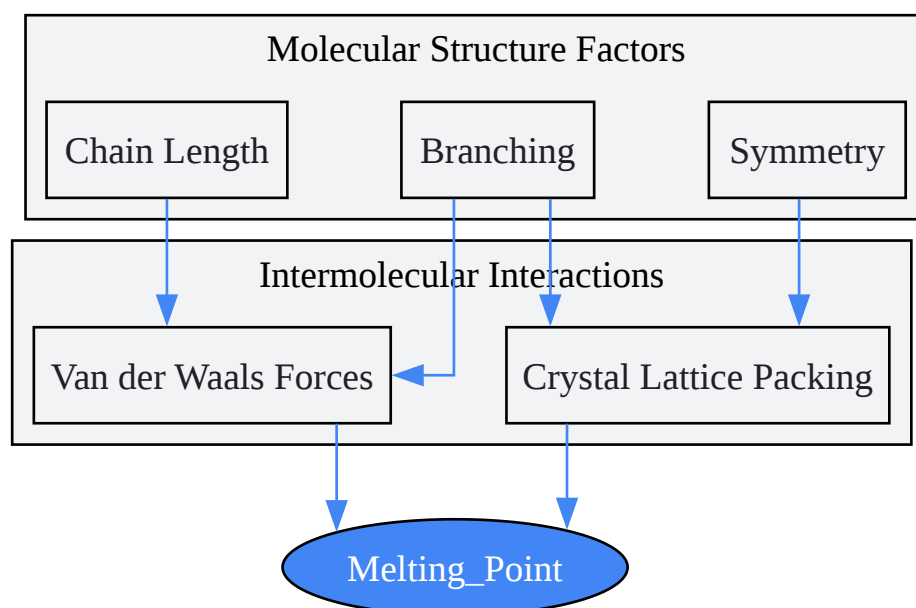 Molecular Structure Factors
Chain Length
Branching
Symmetry
Intermolecular Interactions
Van der Waals Forces
Crystal Lattice Packing
Melting_Point